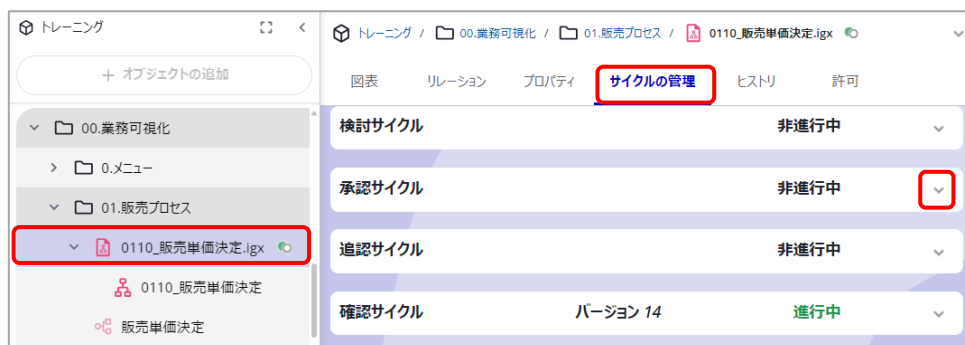 トレーニング
+ オブジェクトの追加
00.業務可視化
0.メニュー
01.販売プロセス
0110_販売単価決定.igx
0110_販売単価決定
販売単価決定
トレーニング / 00.業務可視化 / 01.販売プロセス / 0110_販売単価決定.igx
図表 リレーション プロパティ サイクルの管理 ヒストリ 許可
検討サイクル 非進行中
承認サイクル 非進行中
追認サイクル 非進行中
確認サイクル バージョン 14 進行中